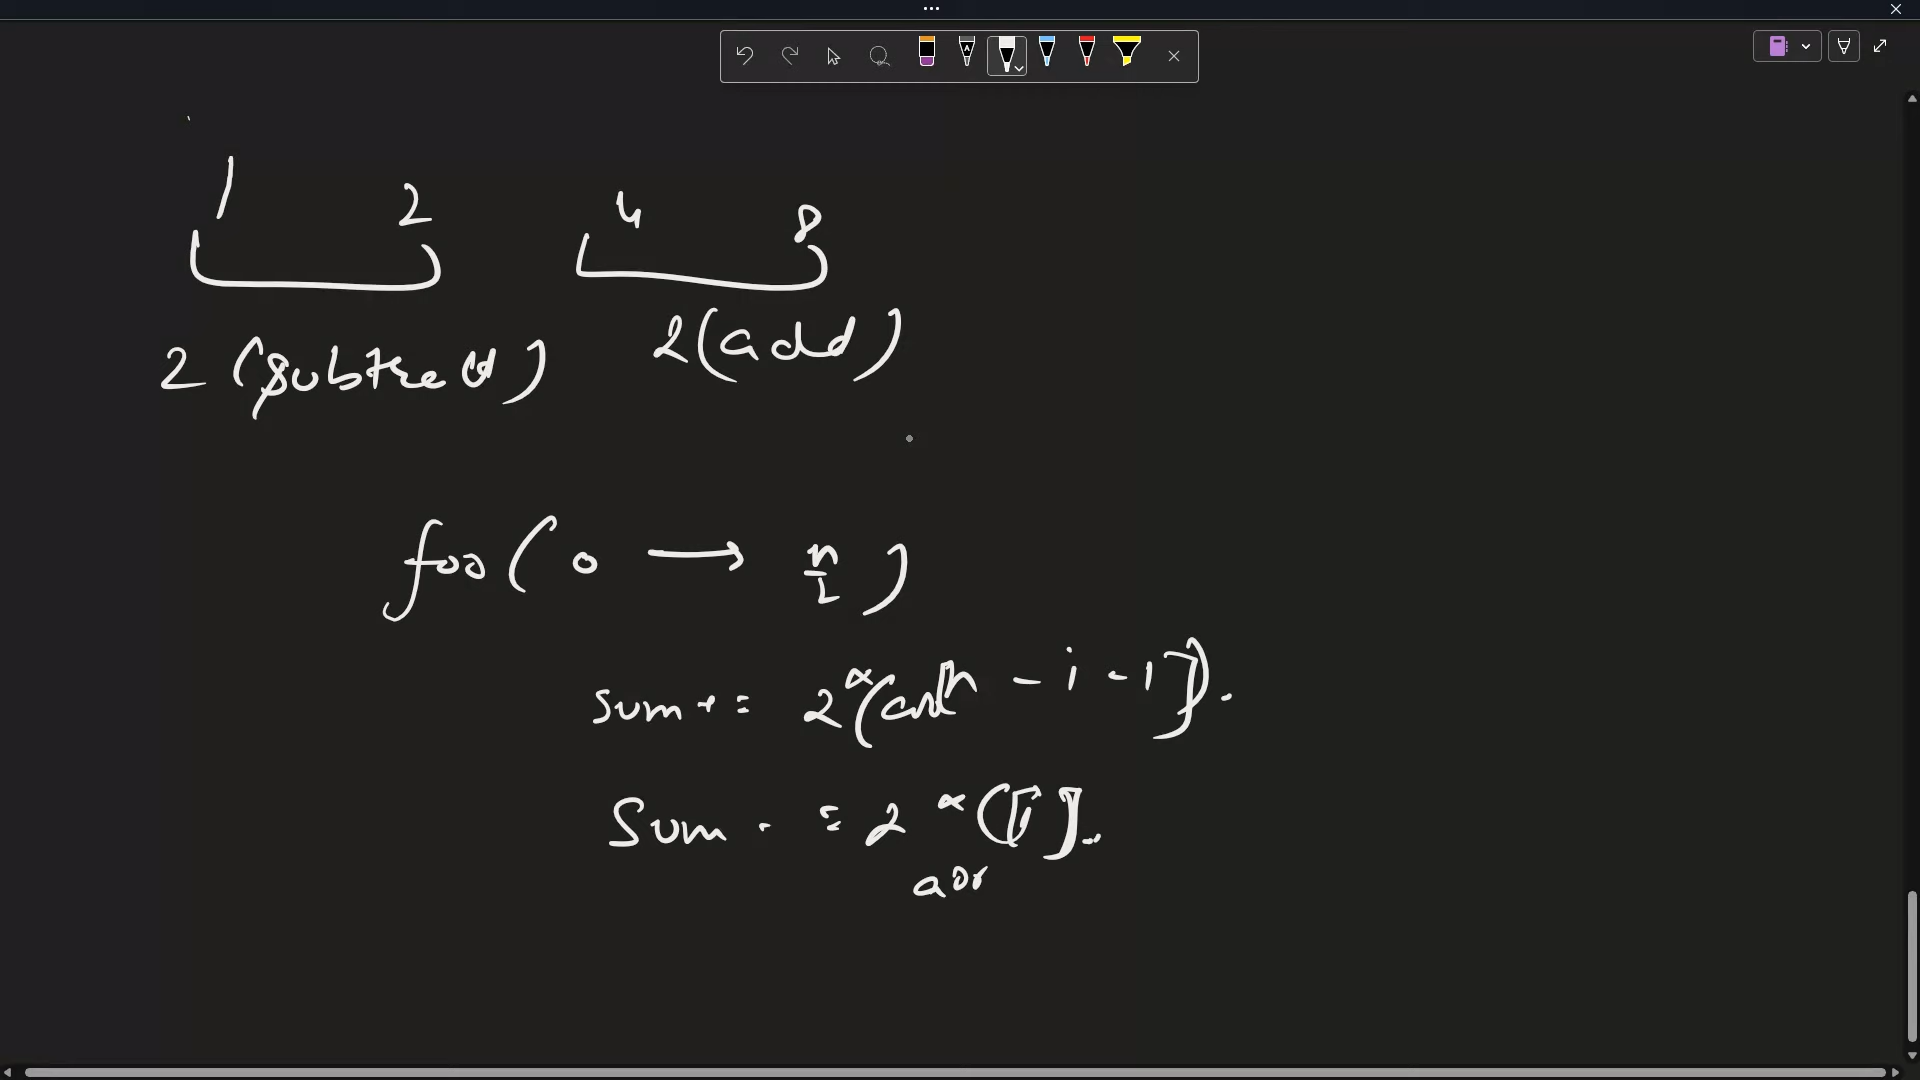 1 2 4 8
2 (subtract) 2(add)
foo( 0 → n/2 )
sum += 2*(arr[n - i - 1]).
Sum -= 2*([i]).
arr